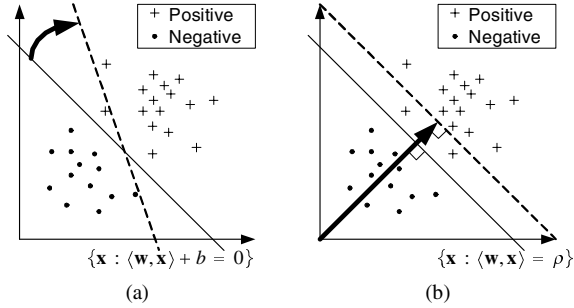 Positive
Negative
Positive
Negative
{x : ⟨w, x⟩ + b = 0}
{x : ⟨w, x⟩ = ρ}
(a)
(b)